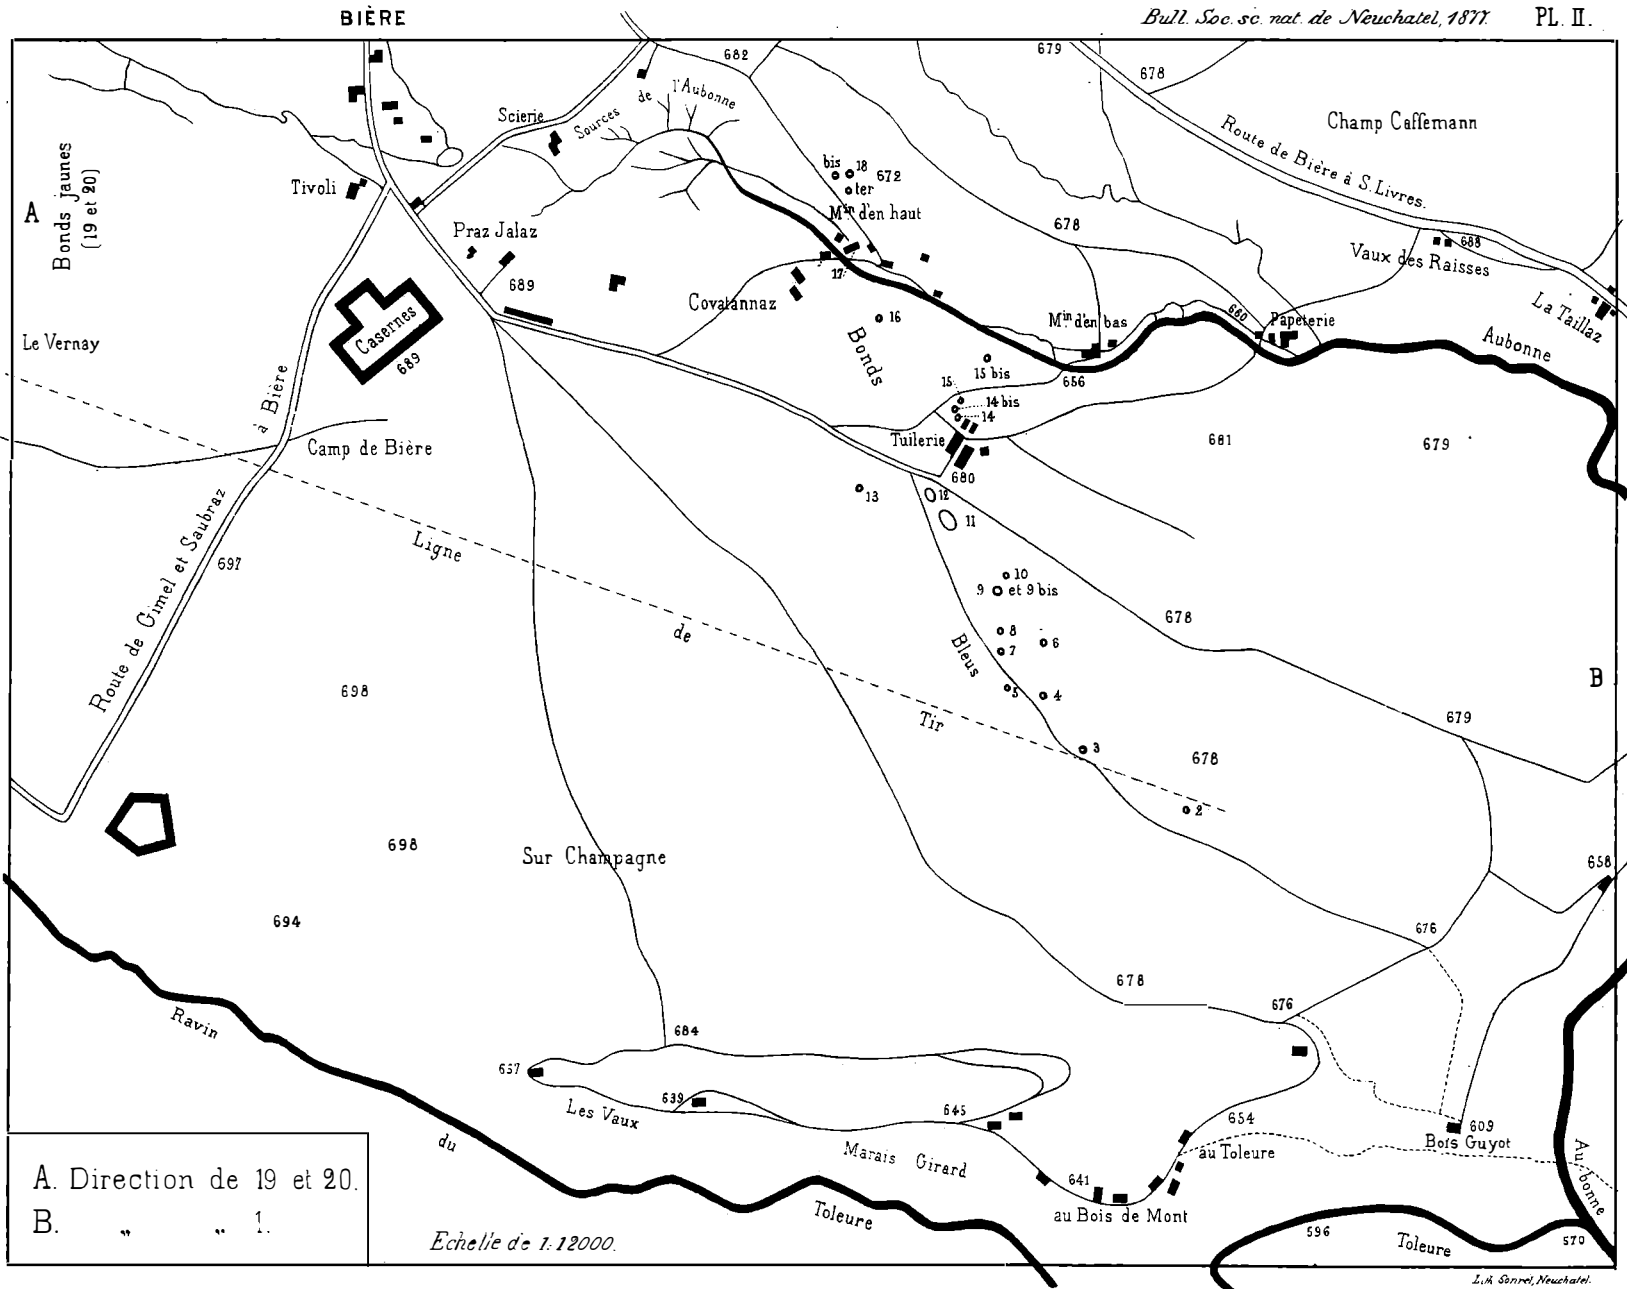 BIÈRE
Bull. Soc. sc. nat. de Neuchatel, 1877. PL. II.
682
679
678
Scierie
Sources de l'Aubonne
Champ Caffemann
Route de Bière à S. Livres.
Bonds jaunes
(19 et 20)
A
Tivoli
bis 18 672
ter
Min d'en haut
678
Praz Jalaz
689
17
Covatannaz
688
Vaux des Raisses
La Taillaz
Aubonne
Le Vernay
Casernes
689
16
Bonds
Min d'en bas
660
Papeterie
15 bis
656
15
14 bis
14
à Bière
Camp de Bière
Tuilerie
680
681
679
13
12
11
Route de Gimel et Saubraz
697
Ligne
de
Tir
10
9 et 9 bis
8
7
6
5
4
Bleus
678
698
B
679
3
678
2
698
Sur Champagne
658
694
676
678
676
Ravin
du
Toleure
684
657
639
Les Vaux
645
Marais Girard
654
au Toleure
609
Bois Guyot
641
au Bois de Mont
Aubonne
596
Toleure
570
A. Direction de 19 et 20.
B. „ „ 1.
Echelle de 1:12000.
Lith Sonrel, Neuchatel.